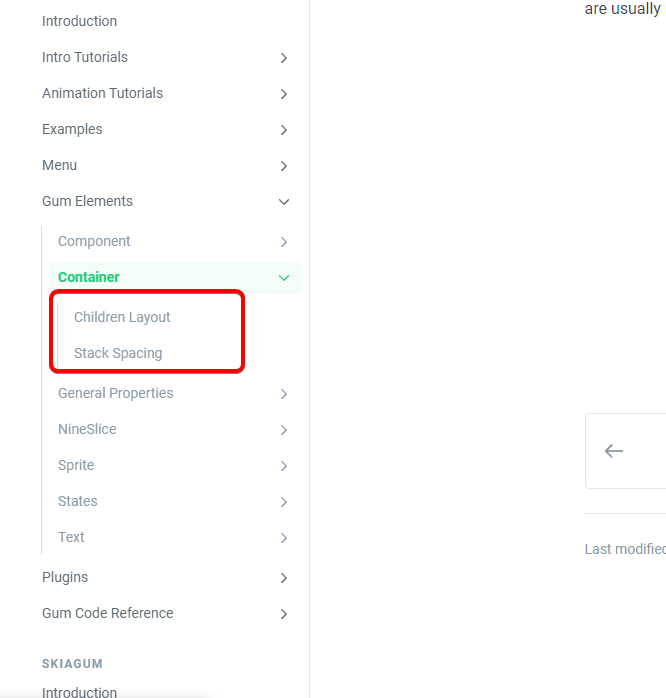 are usually
Introduction
Intro Tutorials
Animation Tutorials
Examples
Menu
Gum Elements
Component
Container
Children Layout
Stack Spacing
General Properties
NineSlice
Sprite
States
Text
Plugins
Gum Code Reference
SKIAGUM
Introduction
Last modified